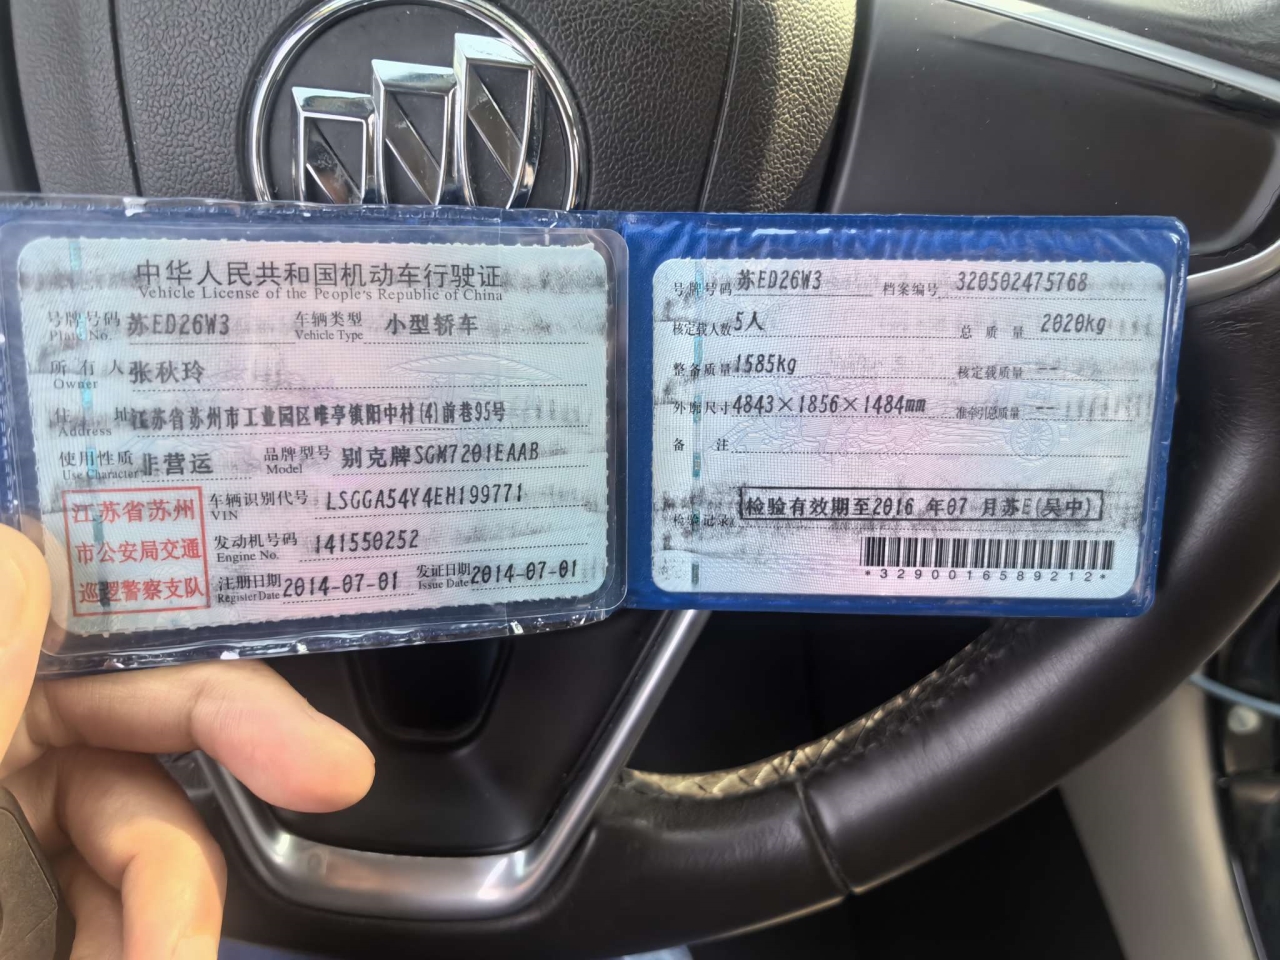 中华人民共和国机动车行驶证
Vehicle License of the People's Republic of China
号牌号码 苏ED26W3 车辆类型 小型轿车
Plate No. Vehicle Type
所有人 张秋玲
Owner
住址 江苏省苏州市工业园区唯亭镇阳中村(4)前巷95号
Address
使用性质 非营运 品牌型号 别克牌SGM7201EAAB
Use Character Model
江苏省苏州
市公安局交通
巡逻警察支队
车辆识别代号 LSGGA54Y4EH199771
VIN
发动机号码 141550252
Engine No.
注册日期 2014-07-01 发证日期 2014-07-01
Register Date Issue Date
号牌号码 苏ED26W3 档案编号 320502475768
核定载人数 5人 总质量 2020kg
整备质量 1585kg 核定载质量 --
外廓尺寸 4843×1856×1484mm 准牵引总质量 --
备注
检验记录 检验有效期至2016年07月苏E(吴中)
*3290016589212*